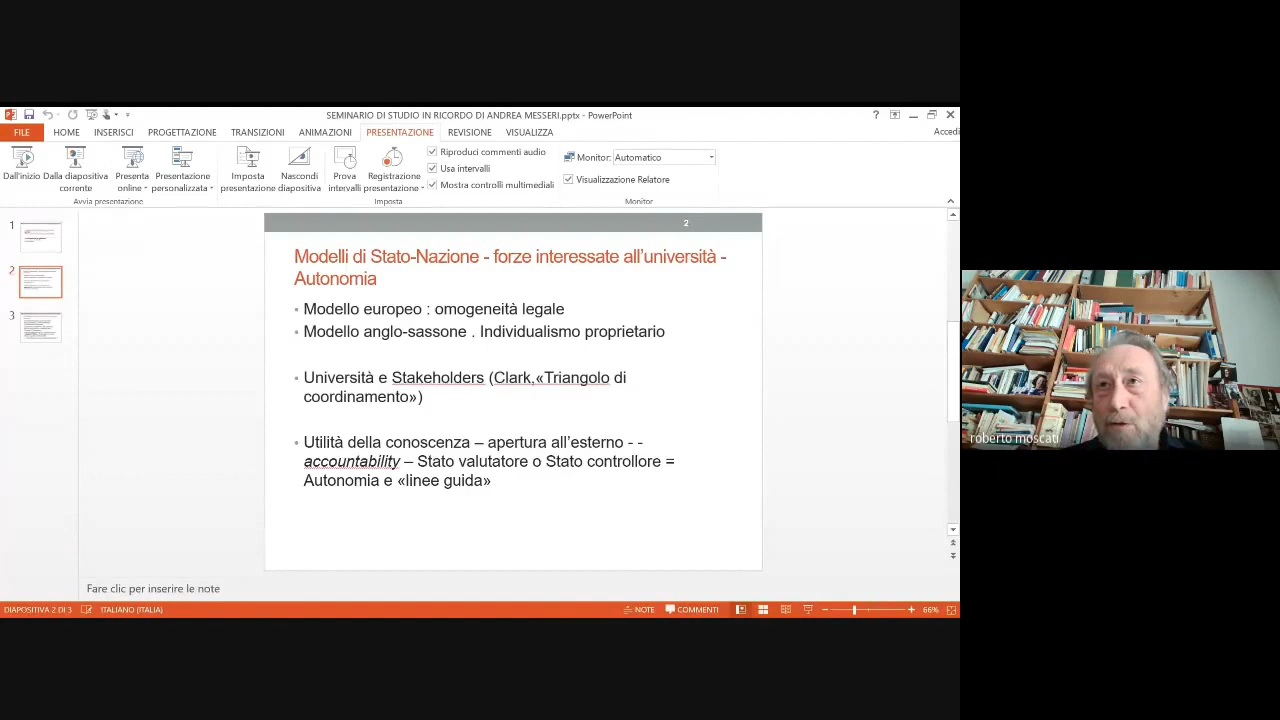 SEMINARIO DI STUDIO IN RICORDO DI ANDREA MESSERI.pptx - PowerPoint
?
Accedi
FILE HOME INSERISCI PROGETTAZIONE TRANSIZIONI ANIMAZIONI PRESENTAZIONE REVISIONE VISUALIZZA
Dall'inizio Dalla diapositiva corrente Presenta online Presentazione personalizzata
Avvia presentazione
Imposta presentazione Nascondi diapositiva Prova intervalli Registrazione presentazione
Riproduci commenti audio
Usa intervalli
Mostra controlli multimediali
Imposta
Monitor: Automatico
Visualizzazione Relatore
Monitor
1
2
3
2
Modelli di Stato-Nazione - forze interessate all'università -
Autonomia
• Modello europeo : omogeneità legale
• Modello anglo-sassone : individualismo proprietario
• Università e Stakeholders (Clark,«Triangolo di
coordinamento»)
• Utilità della conoscenza – apertura all'esterno - -
accountability – Stato valutatore o Stato controllore =
Autonomia e «linee guida»
Fare clic per inserire le note
DIAPOSITIVA 2 DI 3 ITALIANO (ITALIA) NOTE COMMENTI 66%
roberto moscati